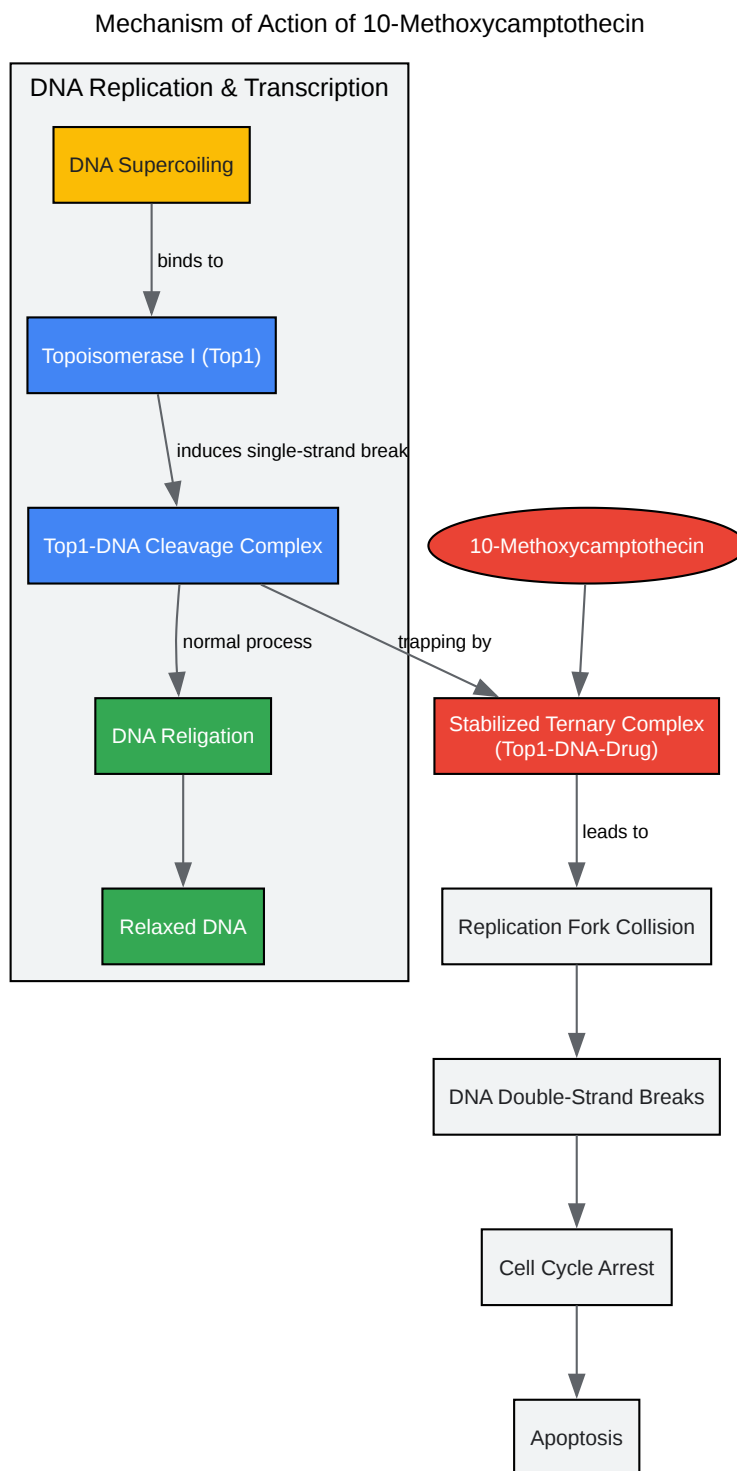 Mechanism of Action of 10-Methoxycamptothecin
DNA Replication & Transcription
DNA Supercoiling
binds to
Topoisomerase I (Top1)
induces single-strand break
Top1-DNA Cleavage Complex
10-Methoxycamptothecin
normal process
trapping by
DNA Religation
Stabilized Ternary Complex
(Top1-DNA-Drug)
leads to
Relaxed DNA
Replication Fork Collision
DNA Double-Strand Breaks
Cell Cycle Arrest
Apoptosis